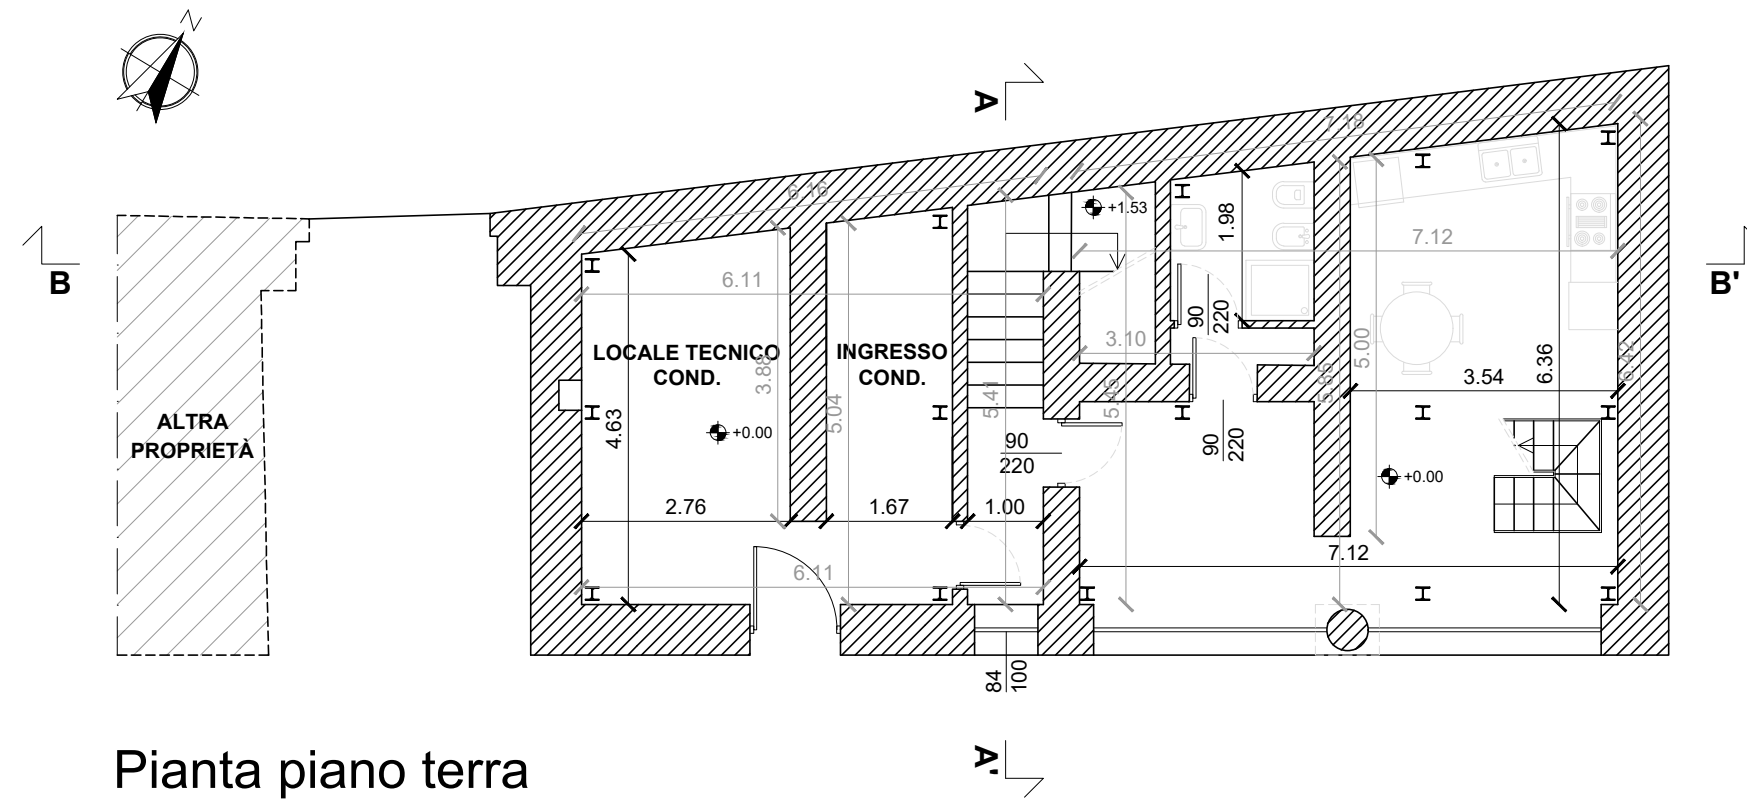 N
A
7.18
6.16
+1.53
1.98
7.12
B
B'
6.11
90
220
3.10
LOCALE TECNICO
COND.
3.88
INGRESSO
COND.
5.00
6.36
6.42
3.54
5.85
5.41
5.45
5.04
ALTRA
PROPRIETÀ
4.63
+0.00
90
220
90
220
+0.00
2.76
1.67
1.00
7.12
6.11
84
100
A'
Pianta piano terra